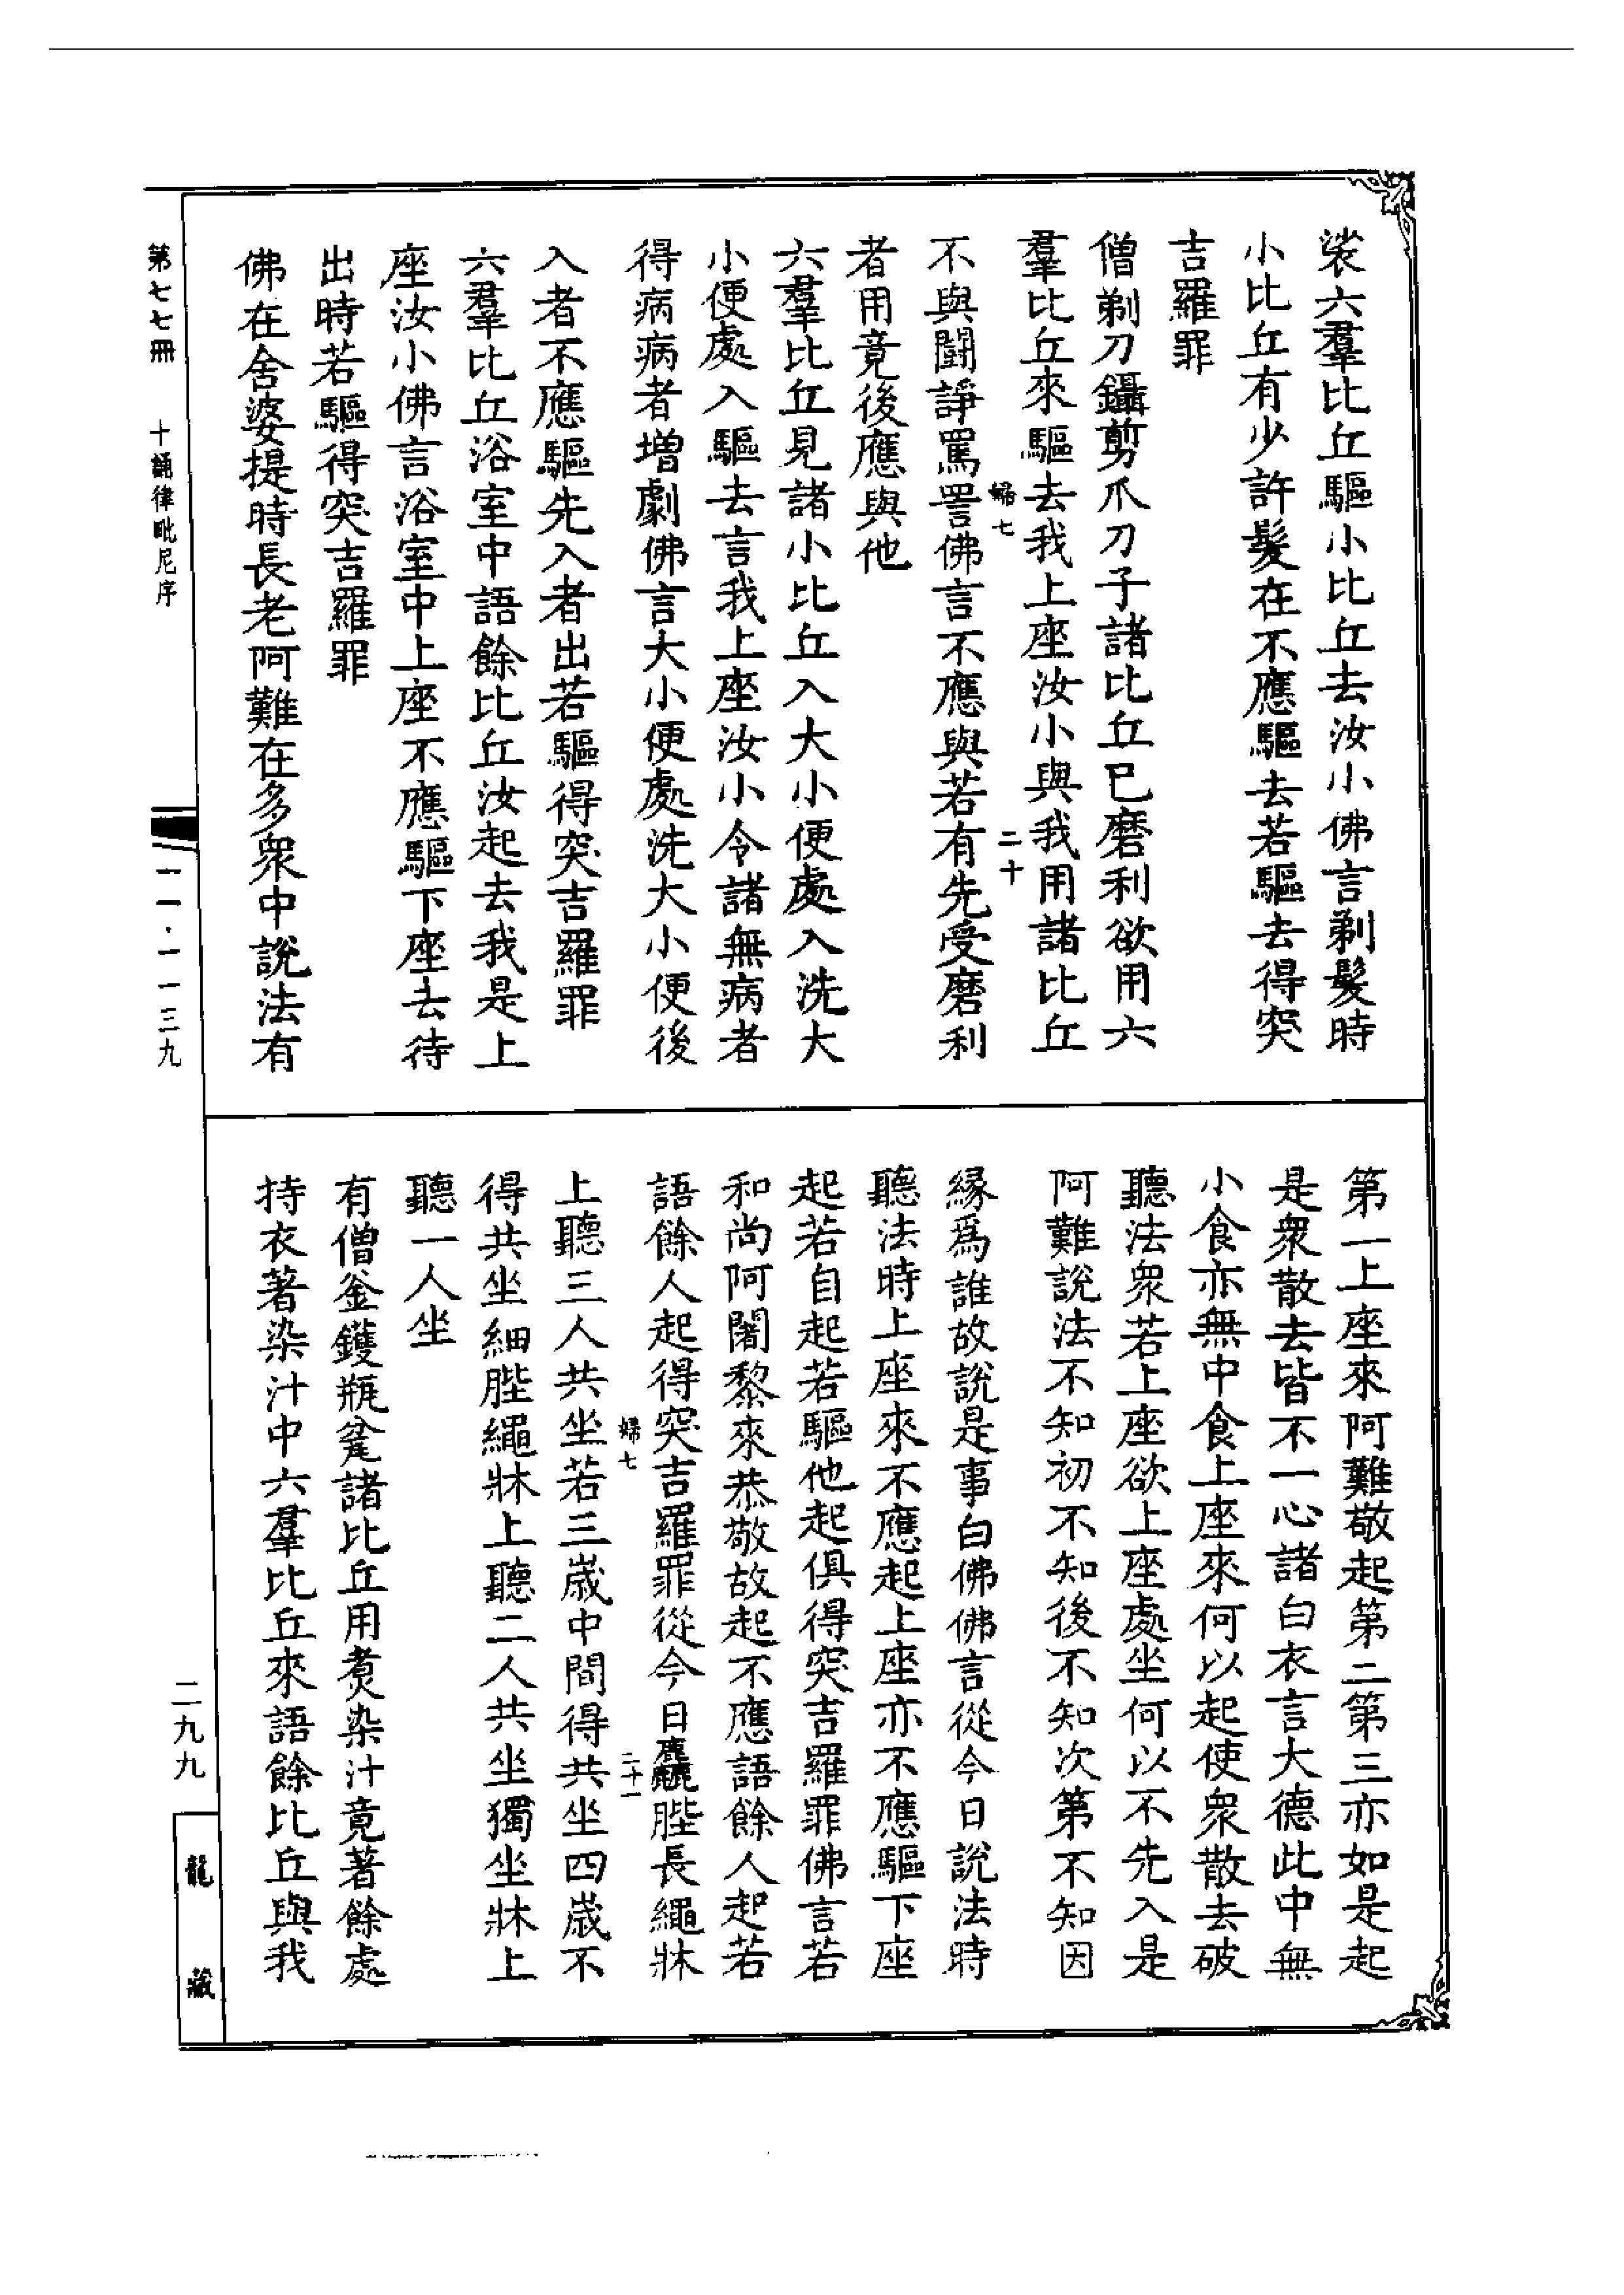 裟六羣比丘驅小比丘去汝小佛言剃髮時
小比丘有少許髮在不應驅去若驅去得突
吉羅罪
僧剃刀鑷剪爪刀子諸比丘已磨利欲用六
羣比丘來驅去我上座汝小與我用諸比丘
婦七
二十
不與鬪諍罵詈佛言不應與若有先受磨利
者用竟後應與他
六羣比丘見諸小比丘入大小便處入洗大
小便處入驅去言我上座汝小令諸無病者
得病病者增劇佛言大小便處洗大小便後
入者不應驅先入者出若驅得突吉羅罪
六羣比丘浴室中語餘比丘汝起去我是上
座汝小佛言浴室中上座不應驅下座去待
出時若驅得突吉羅罪
佛在舍婆提時長老阿難在多衆中說法有
第一上座來阿難敬起第二第三亦如是起
是衆散去皆不一心諸白衣言大德此中無
小食亦無中食上座來何以起使衆散去破
聽法衆若上座欲上座處坐何以不先入是
阿難說法不知初不知後不知次第不知因
緣爲誰故說是事白佛佛言從今日說法時
聽法時上座來不應起上座亦不應驅下座
起若自起若驅他起俱得突吉羅罪佛言若
和尚阿闍黎來恭敬故起不應語餘人起若
語餘人起得突吉羅罪從今日麤陛長繩牀
婦七
二十一
上聽三人共坐若三歲中間得共坐四歲不
得共坐細陛繩牀上聽二人共坐獨坐牀上
聽一人坐
有僧釜鑊瓶瓮諸比丘用煑染汁竟著餘處
持衣著染汁中六羣比丘來語餘比丘與我
第七七冊 十誦律毗尼序
一一·一一三九
二九九
龍藏